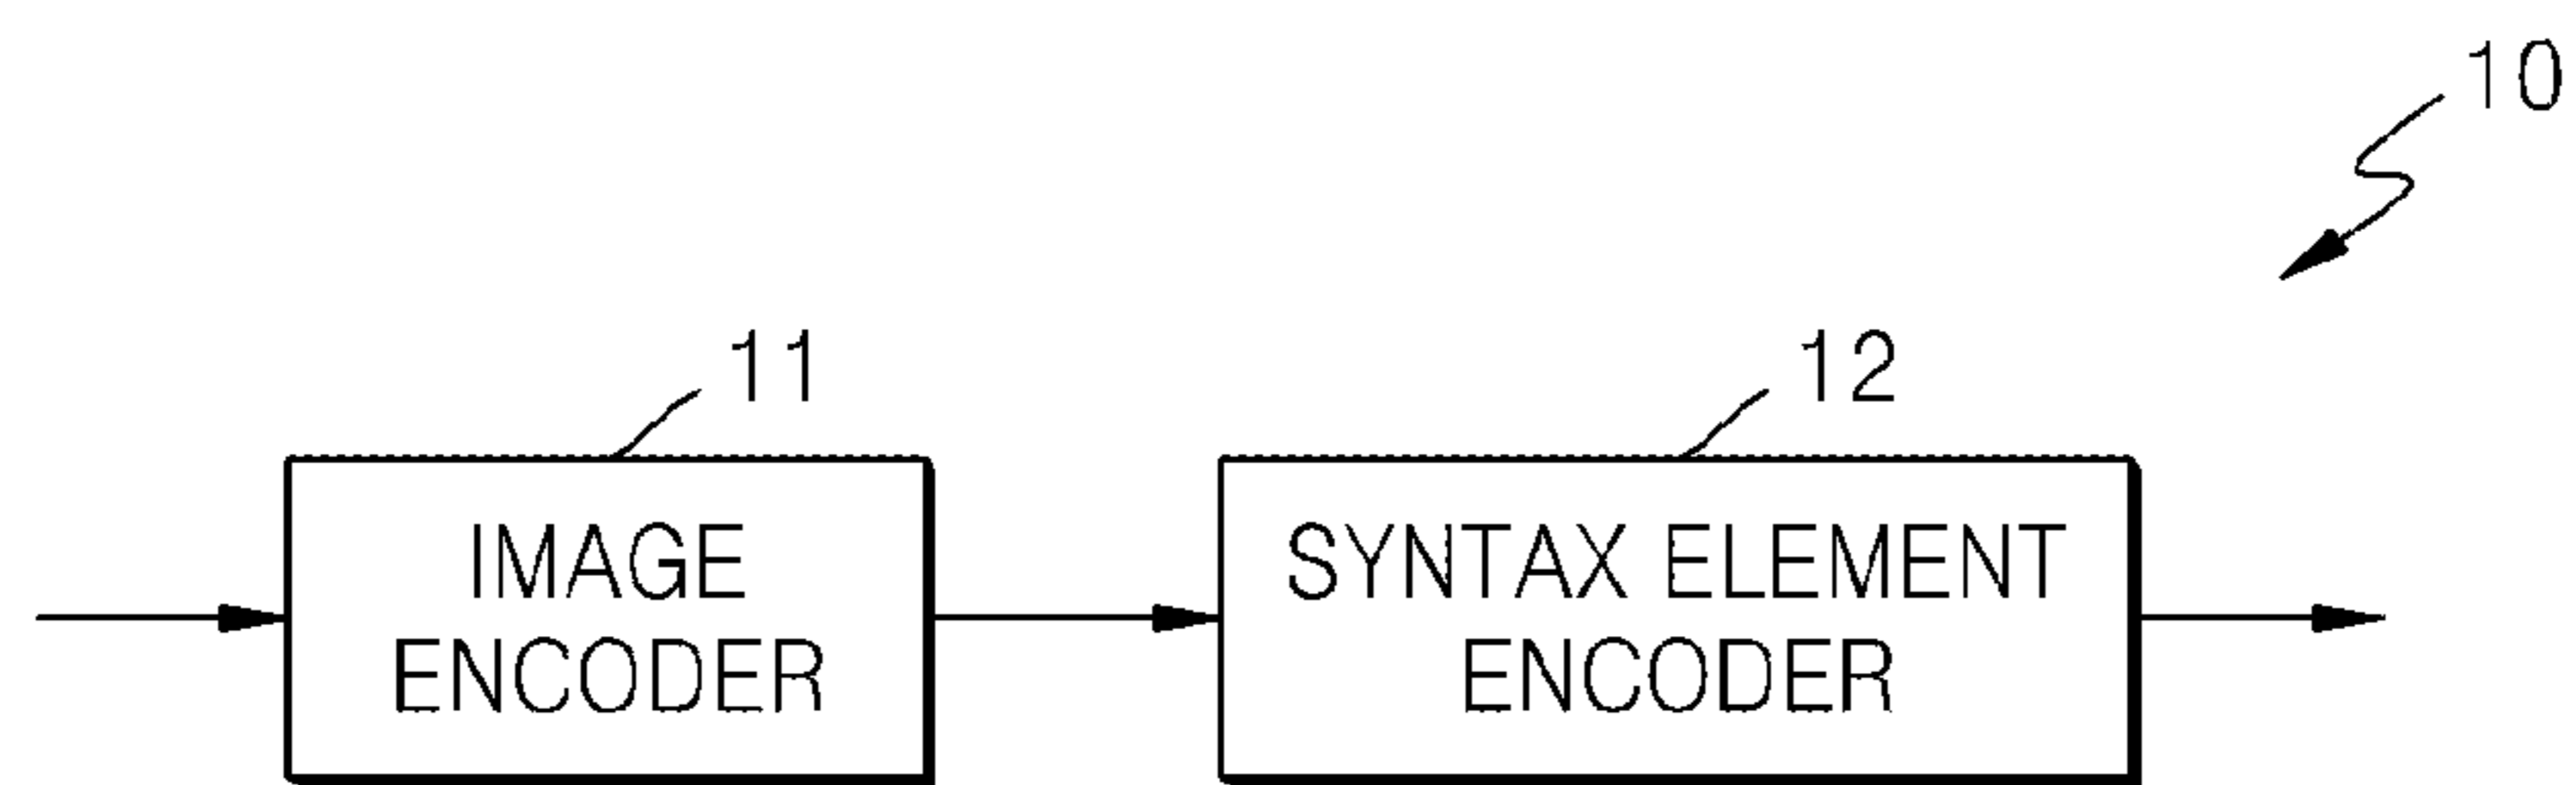 10
11
12
IMAGE
ENCODER
SYNTAX ELEMENT
ENCODER